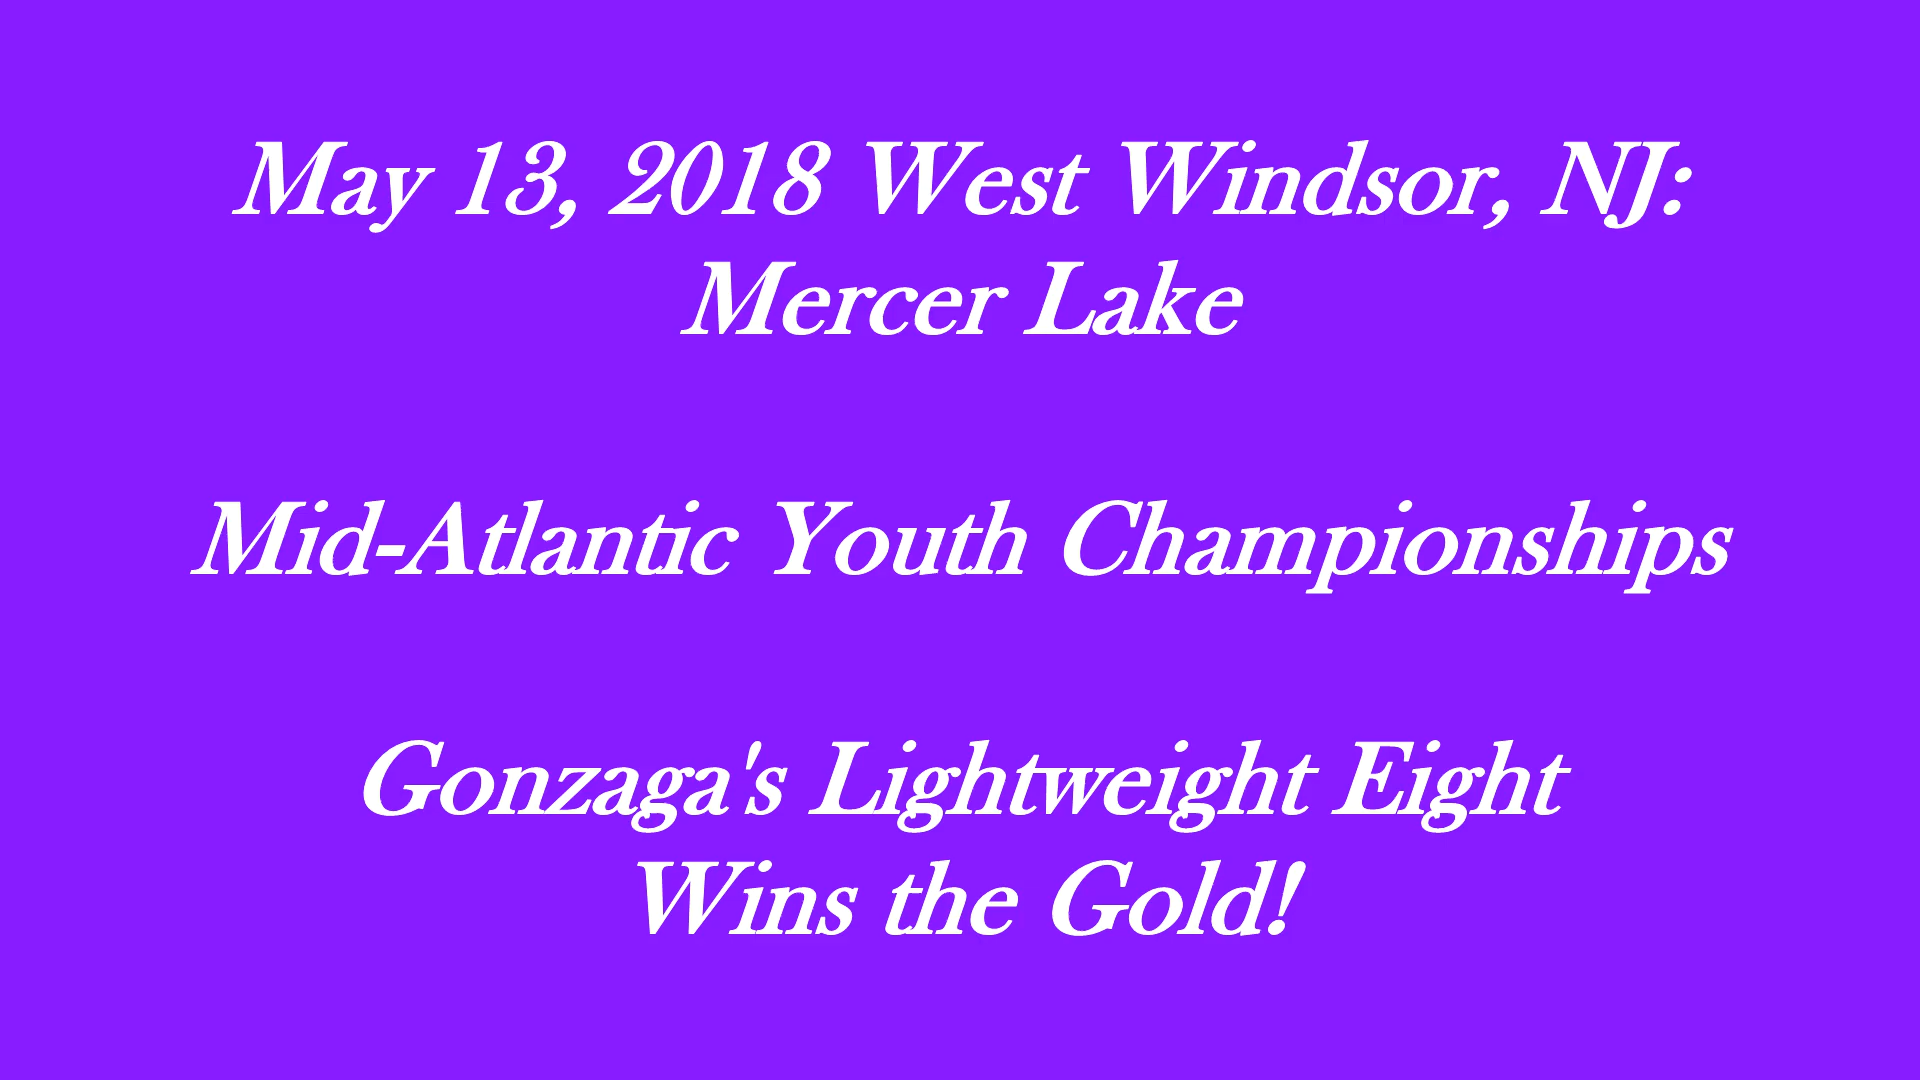 May 13, 2018 West Windsor, NJ:
Mercer Lake
Mid-Atlantic Youth Championships
Gonzaga's Lightweight Eight
Wins the Gold!